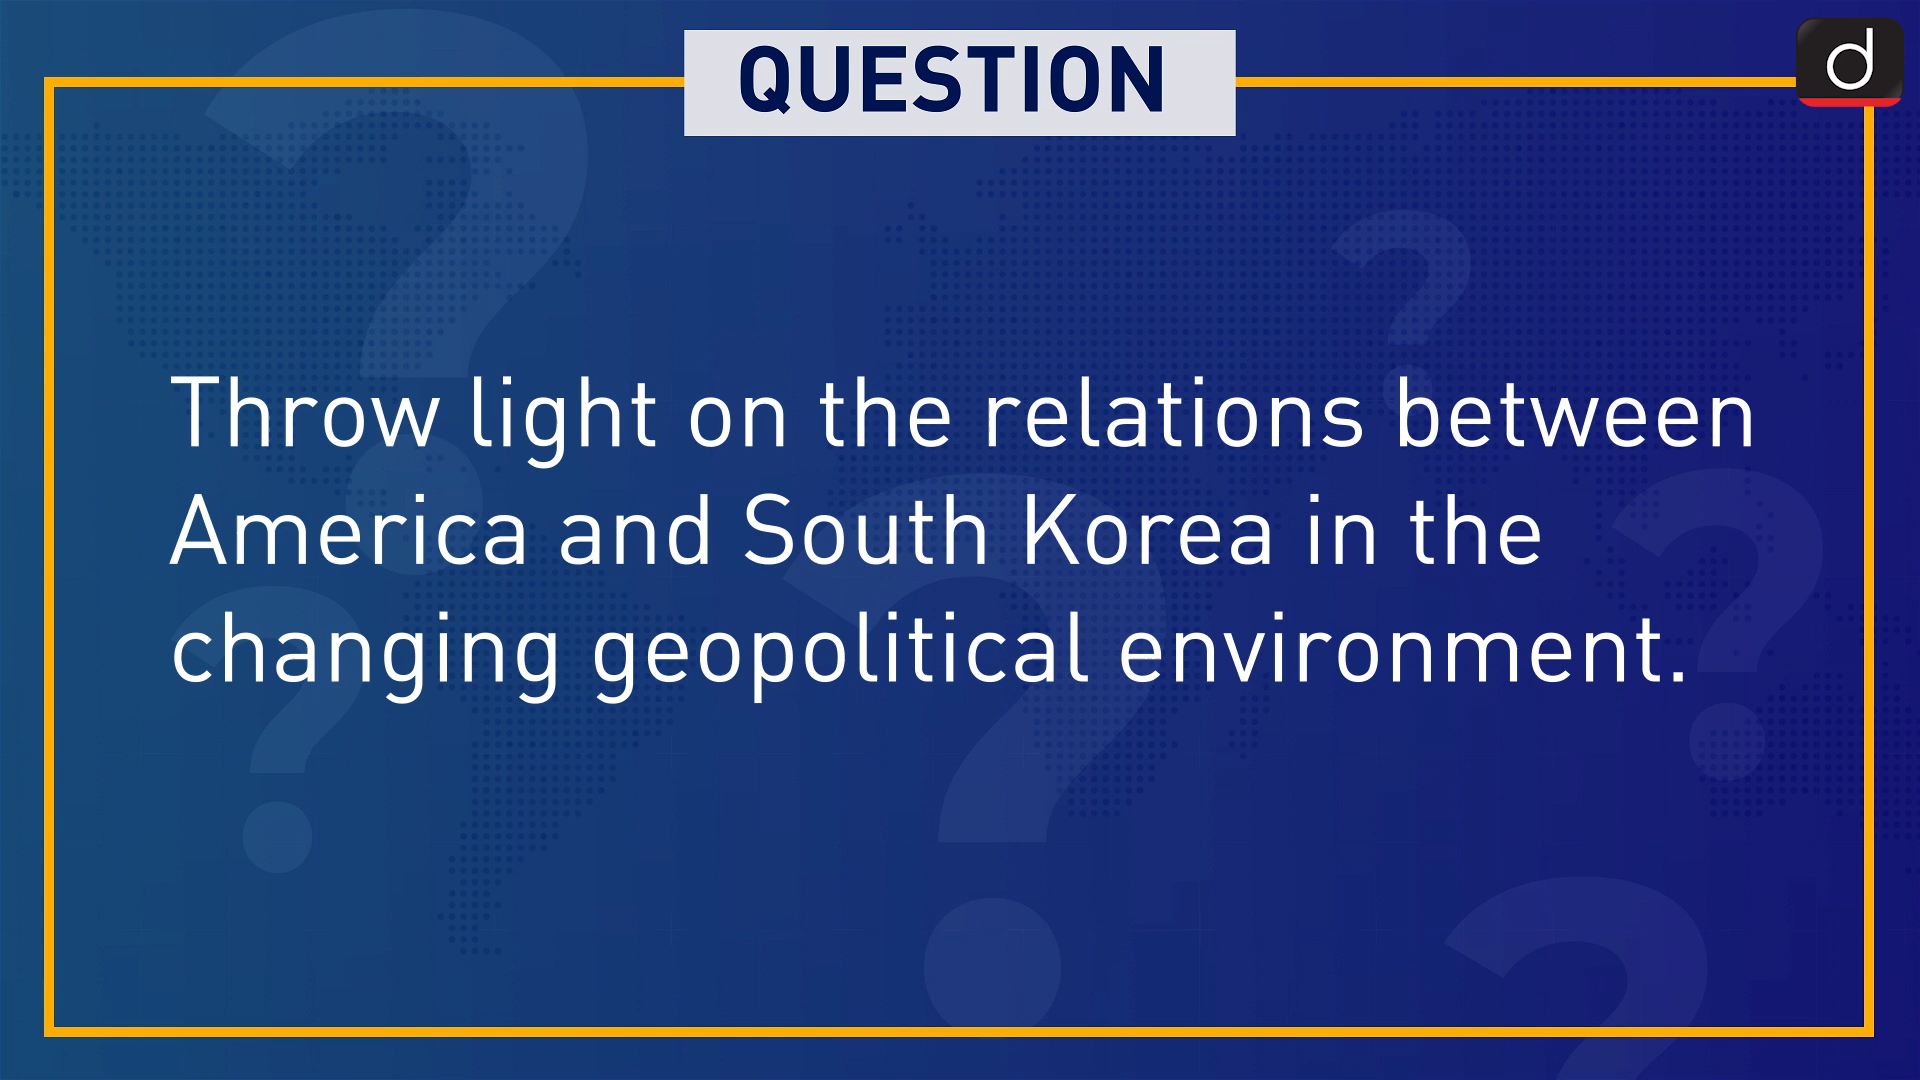 QUESTION
d
Throw light on the relations between
America and South Korea in the
changing geopolitical environment.